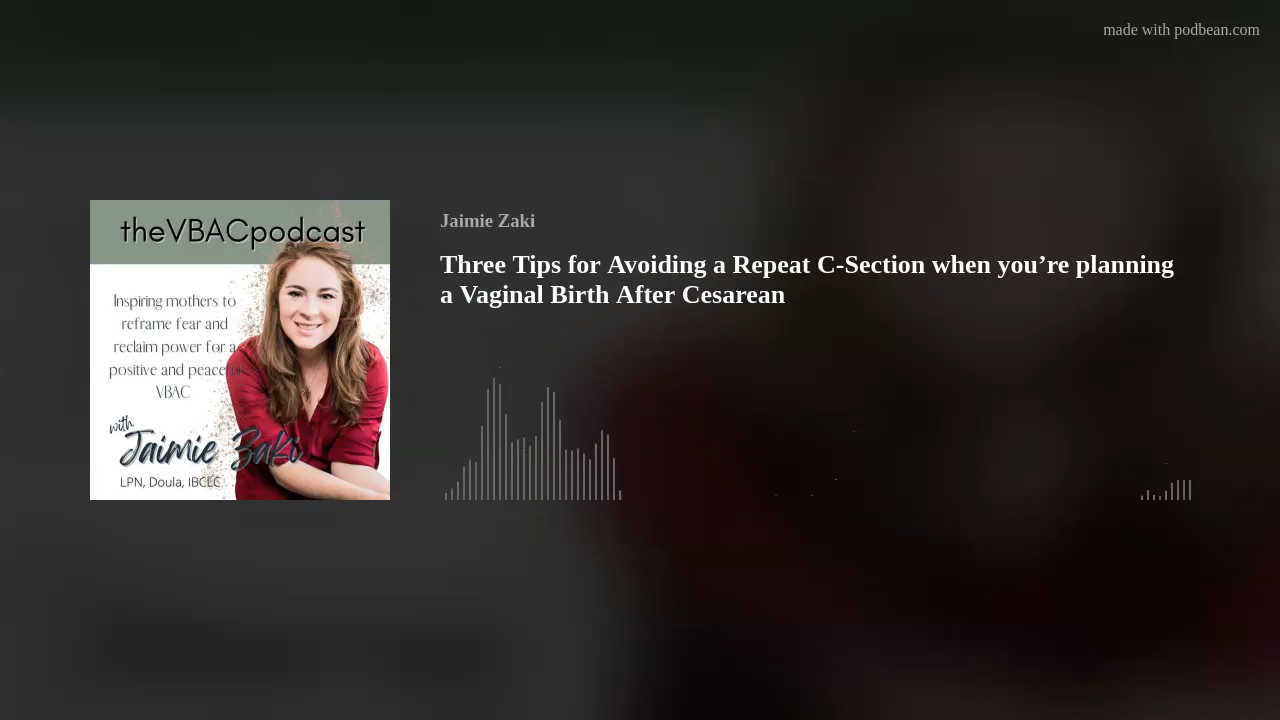 made with podbean.com
theVBACpodcast
Inspiring mothers to
reframe fear and
reclaim power for a
positive and peaceful
VBAC
with
Jaimie Zaki
LPN, Doula, IBCLC
Jaimie Zaki
Three Tips for Avoiding a Repeat C-Section when you’re planning
a Vaginal Birth After Cesarean